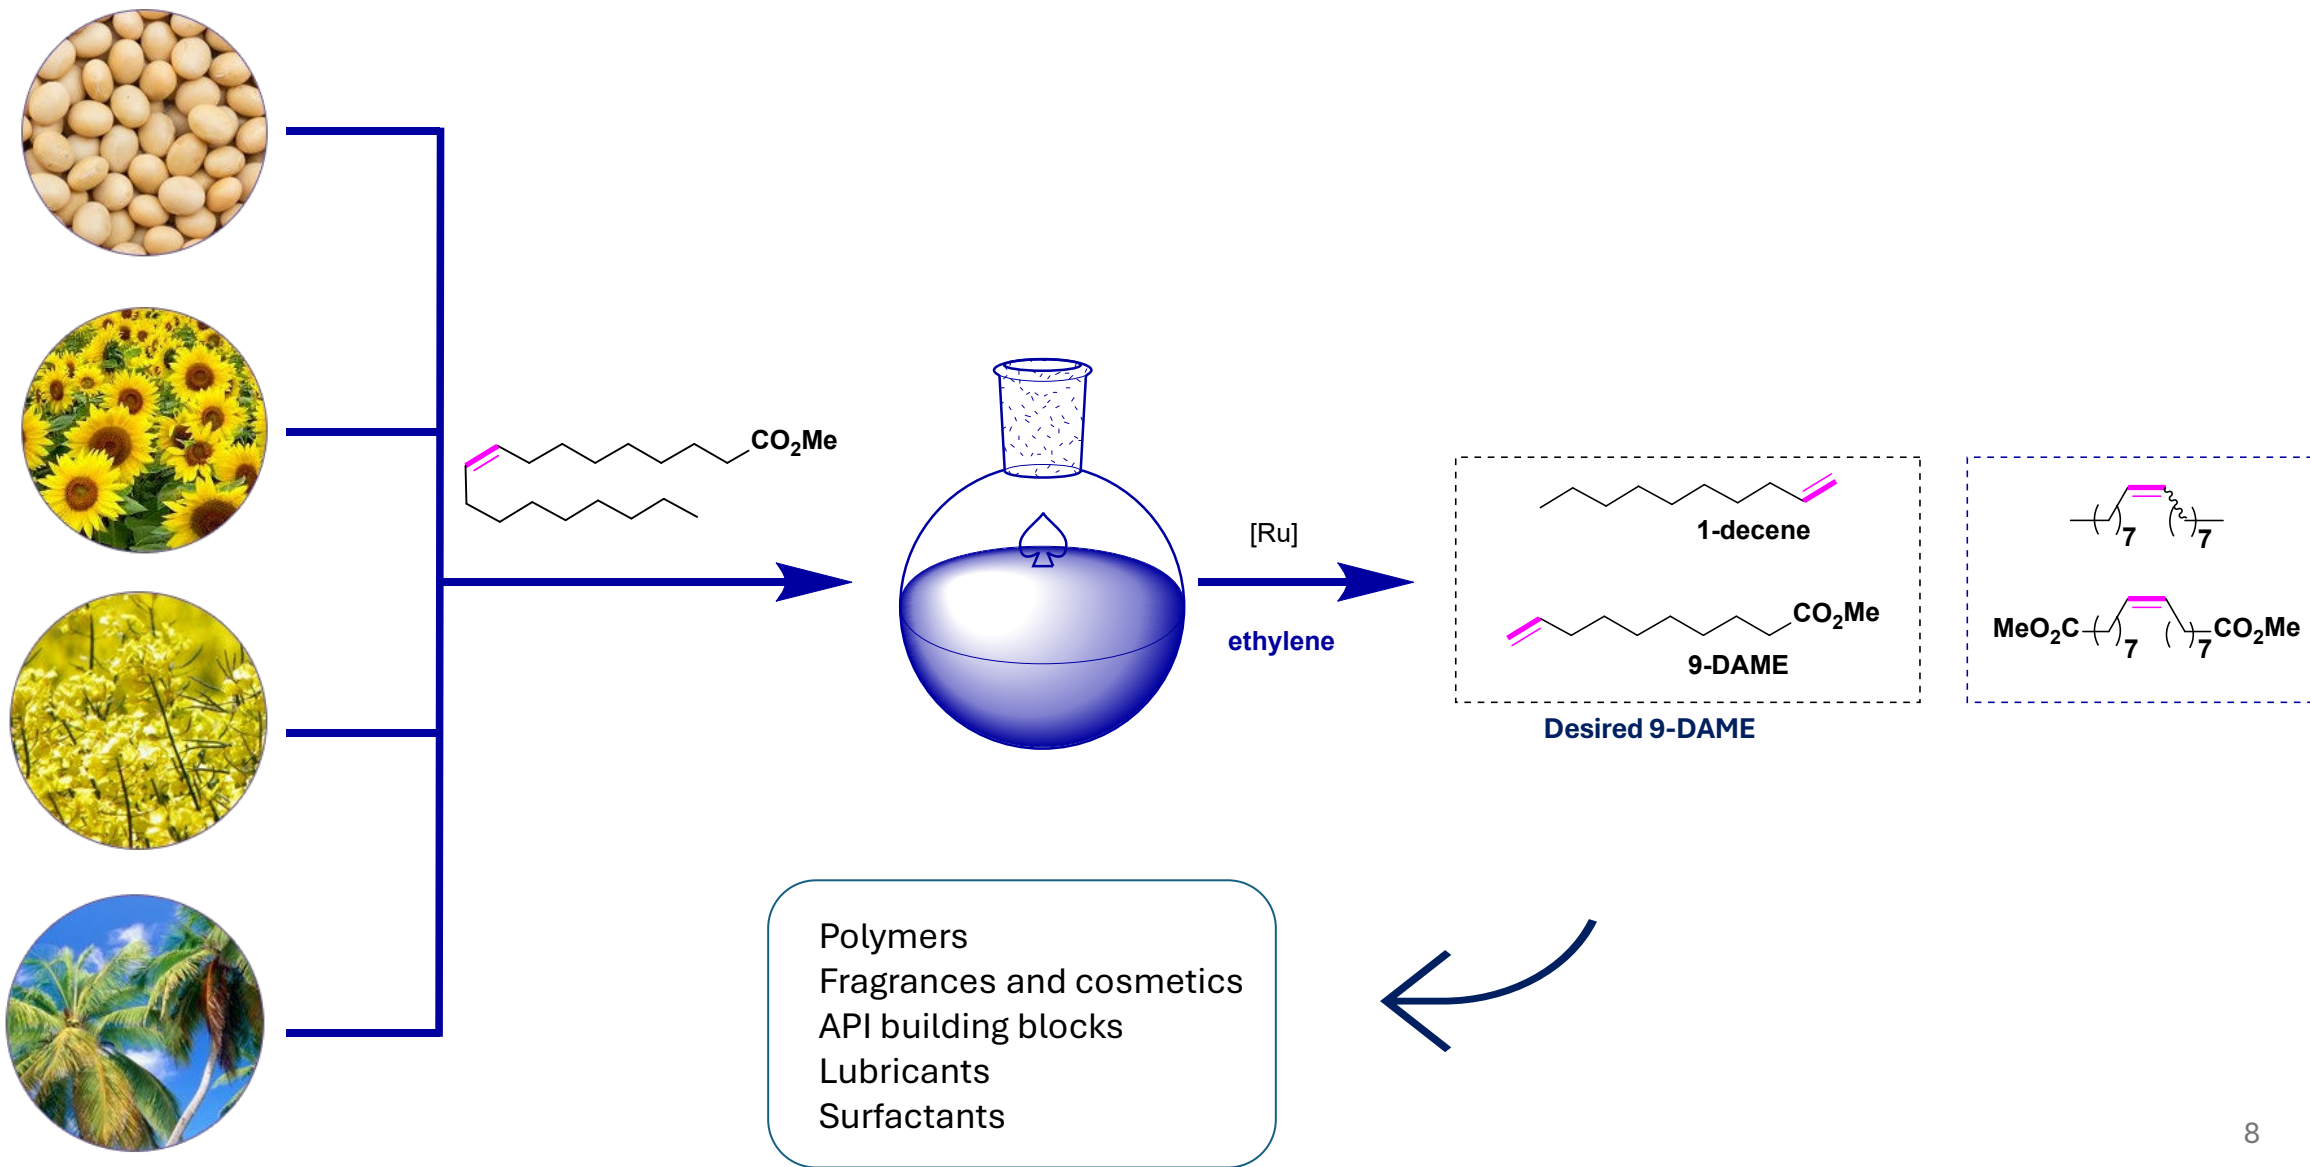 CO2Me
[Ru]
ethylene
1-decene
CO2Me
9-DAME
Desired 9-DAME
7
7
MeO2C
7
7
CO2Me
Polymers
Fragrances and cosmetics
API building blocks
Lubricants
Surfactants
8